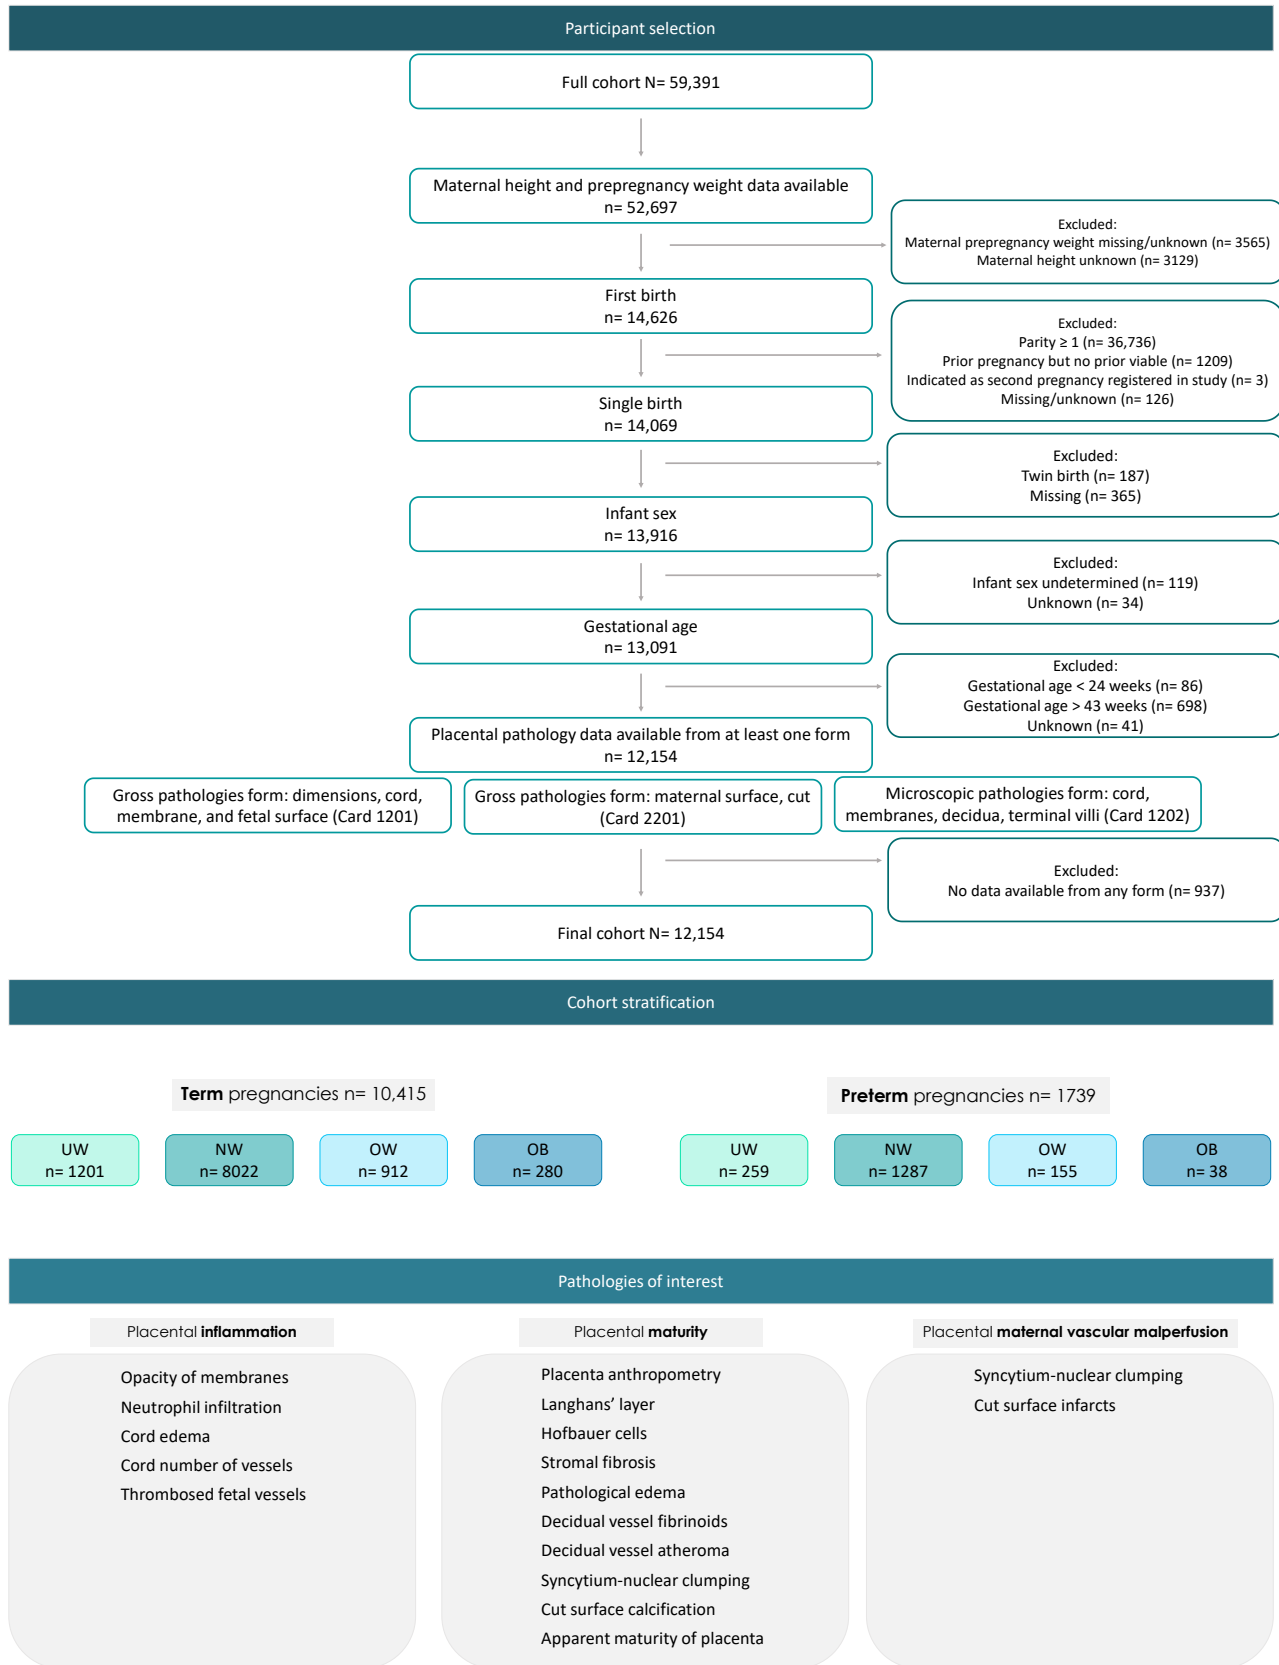 Participant selection
Full cohort N= 59,391
Maternal height and prepregnancy weight data available
n= 52,697
Excluded:
Maternal prepregnancy weight missing/unknown (n= 3565)
Maternal height unknown (n= 3129)
First birth
n= 14,626
Excluded:
Parity ≥ 1 (n= 36,736)
Prior pregnancy but no prior viable (n= 1209)
Indicated as second pregnancy registered in study (n= 3)
Missing/unknown (n= 126)
Single birth
n= 14,069
Excluded:
Twin birth (n= 187)
Missing (n= 365)
Infant sex
n= 13,916
Excluded:
Infant sex undetermined (n= 119)
Unknown (n= 34)
Gestational age
n= 13,091
Excluded:
Gestational age < 24 weeks (n= 86)
Gestational age > 43 weeks (n= 698)
Unknown (n= 41)
Placental pathology data available from at least one form
n= 12,154
Gross pathologies form: dimensions, cord,
membrane, and fetal surface (Card 1201)
Gross pathologies form: maternal surface, cut
(Card 2201)
Microscopic pathologies form: cord,
membranes, decidua, terminal villi (Card 1202)
Excluded:
No data available from any form (n= 937)
Final cohort N= 12,154
Cohort stratification
Term pregnancies n= 10,415
Preterm pregnancies n= 1739
UW
n= 1201
NW
n= 8022
OW
n= 912
OB
n= 280
UW
n= 259
NW
n= 1287
OW
n= 155
OB
n= 38
Pathologies of interest
Placental inflammation
Opacity of membranes
Neutrophil infiltration
Cord edema
Cord number of vessels
Thrombosed fetal vessels
Placental maturity
Placenta anthropometry
Langhans’ layer
Hofbauer cells
Stromal fibrosis
Pathological edema
Decidual vessel fibrinoids
Decidual vessel atheroma
Syncytium-nuclear clumping
Cut surface calcification
Apparent maturity of placenta
Placental maternal vascular malperfusion
Syncytium-nuclear clumping
Cut surface infarcts